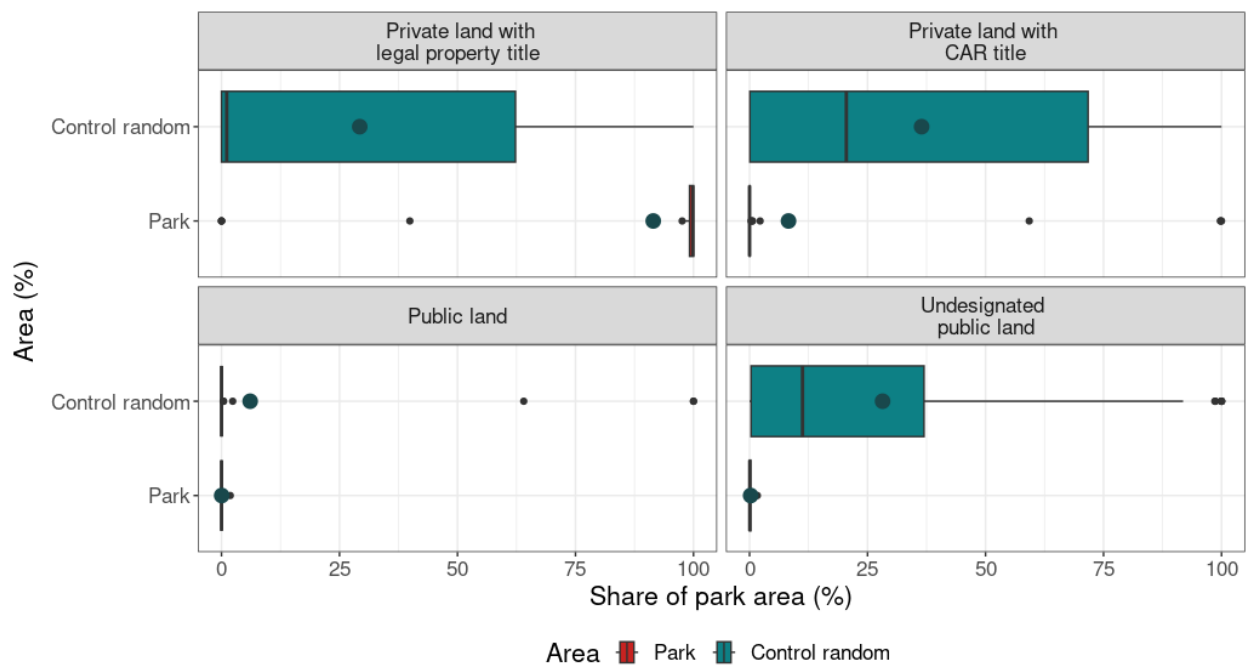 Private land with
legal property title
Private land with
CAR title
Control random
Park
Area (%)
Public land
Undesignated
public land
Control random
Park
0 25 50 75 100 0 25 50 75 100
Share of park area (%)
Area Park Control random